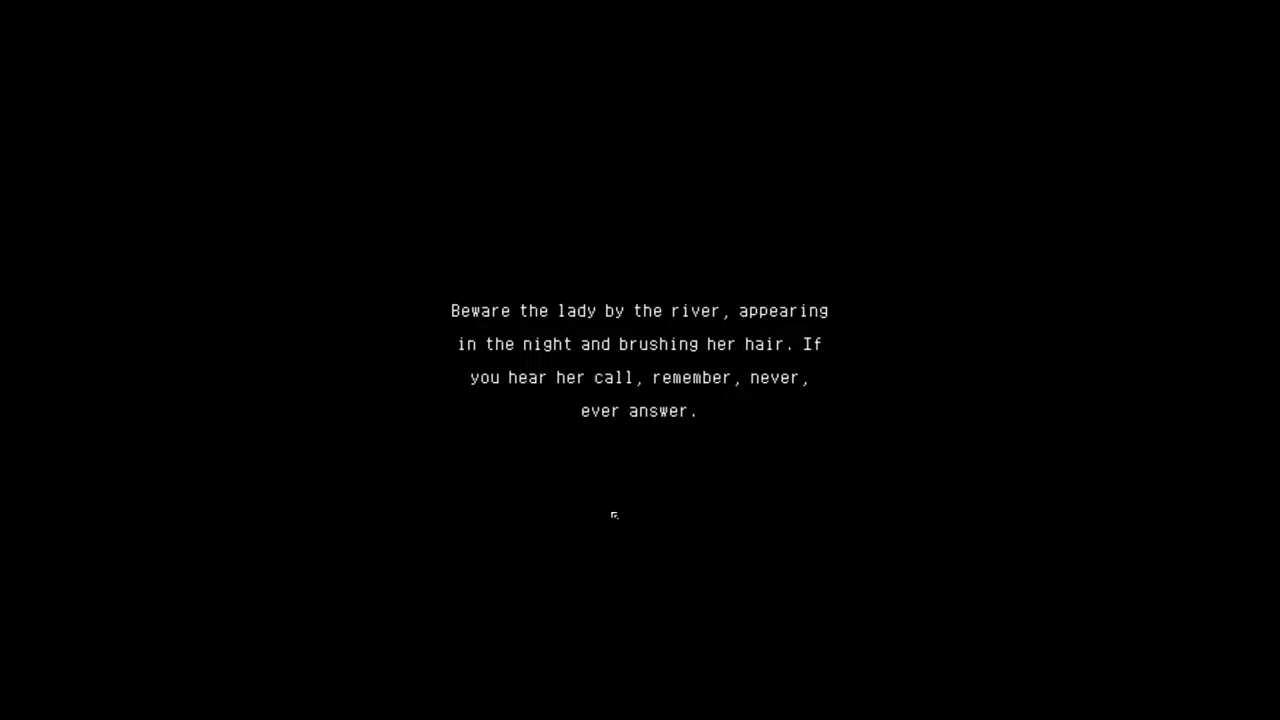 Beware the lady by the river, appearing
in the night and brushing her hair. If
you hear her call, remember, never,
ever answer.